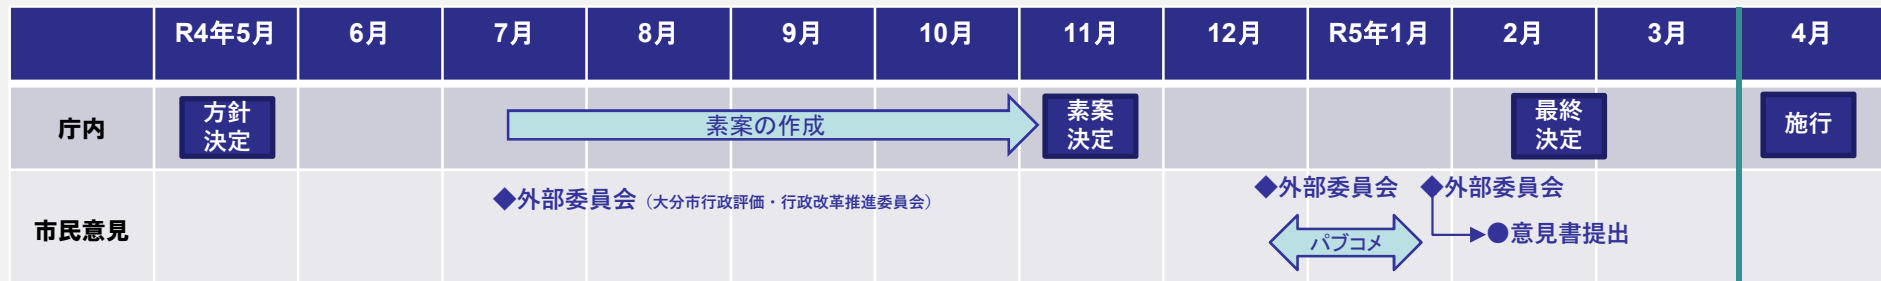 R4年5月 6月 7月 8月 9月 10月 11月 12月 R5年1月 2月 3月 4月
庁内
方針
決定
素案の作成
素案
決定
最終
決定
施行
市民意見
◆外部委員会（大分市行政評価・行政改革推進委員会）
◆外部委員会
◆外部委員会
パブコメ
●意見書提出